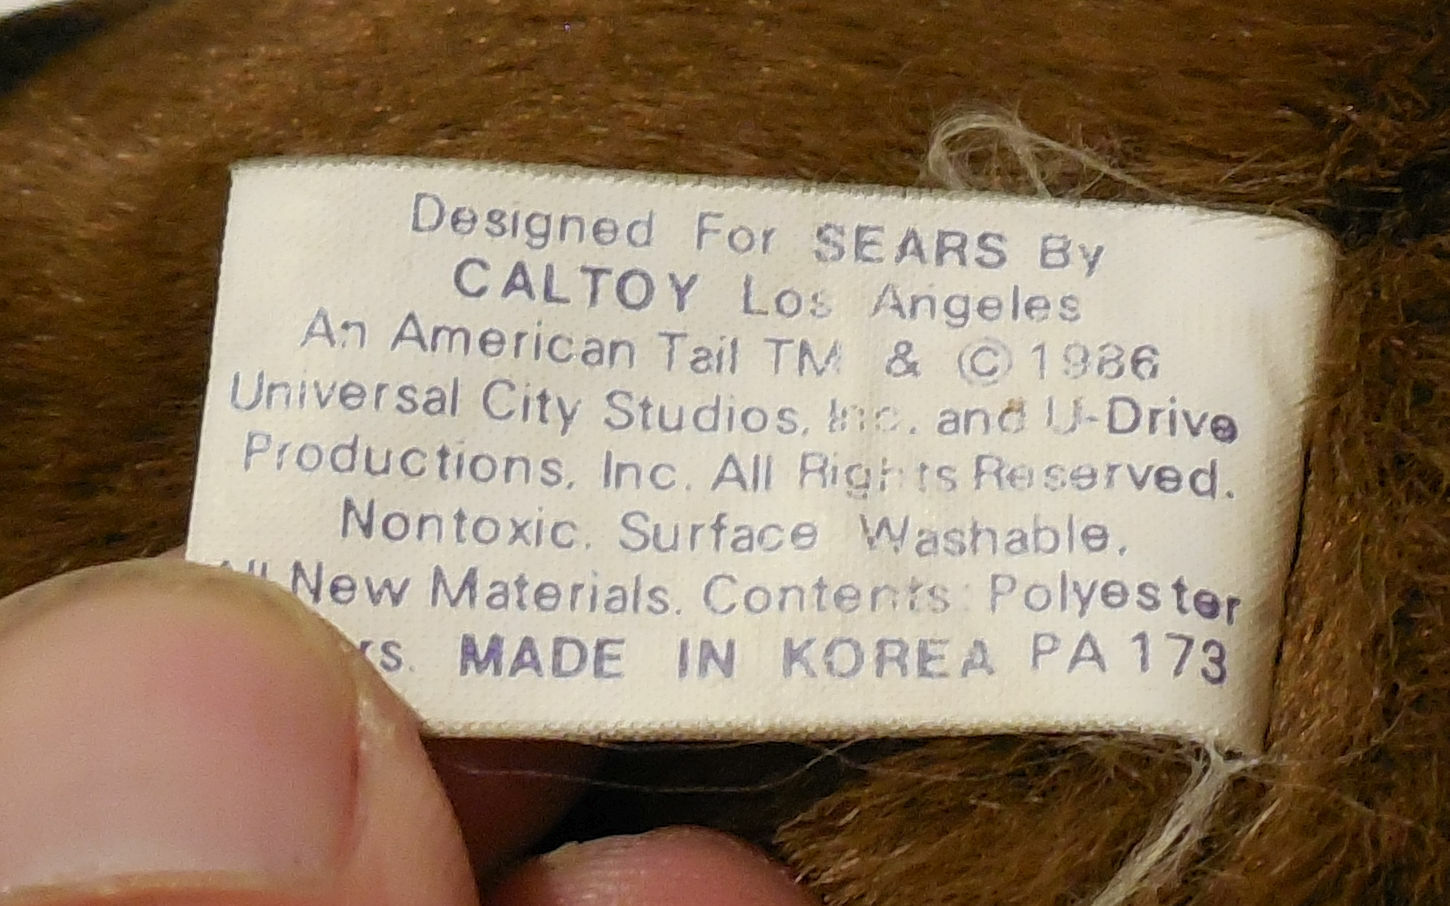 Designed For SEARS By
CALTOY Los Angeles
An American Tail TM & © 1986
Universal City Studios, Inc. and U-Drive
Productions, Inc. All Rights Reserved.
Nontoxic. Surface Washable.
All New Materials. Contents: Polyester
MADE IN KOREA PA 173